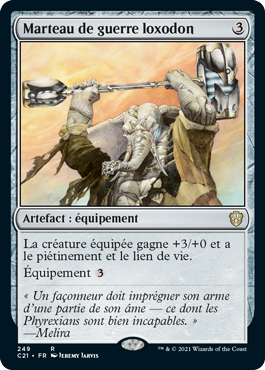 Marteau de guerre loxodon 3
Artefact : équipement
La créature équipée gagne +3/+0 et a
le piétinement et le lien de vie.
Équipement 3
« Un façonneur doit imprégner son arme
d'une partie de son âme — ce dont les
Phyrexians sont bien incapables. »
—Melira
249 R
C21 • FR Jeremy Jarvis ™ & © 2021 Wizards of the Coast